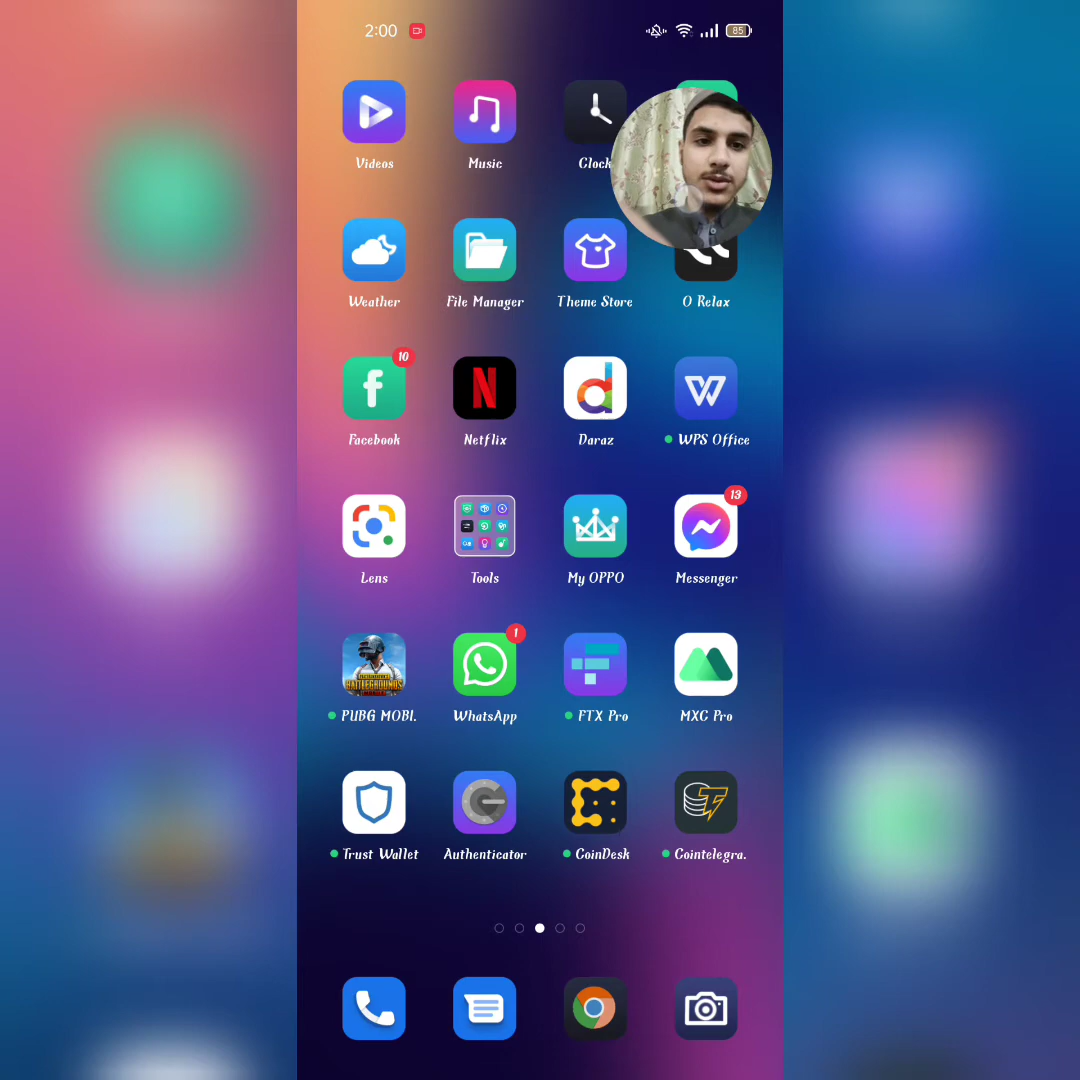 2:00 85
Videos Music Clock
Weather File Manager Theme Store O Relax
10
Facebook Netflix Daraz WPS Office
13
Lens Tools My OPPO Messenger
1
PUBG MOBI. WhatsApp FTX Pro MXC Pro
Trust Wallet Authenticator CoinDesk Cointelegra.